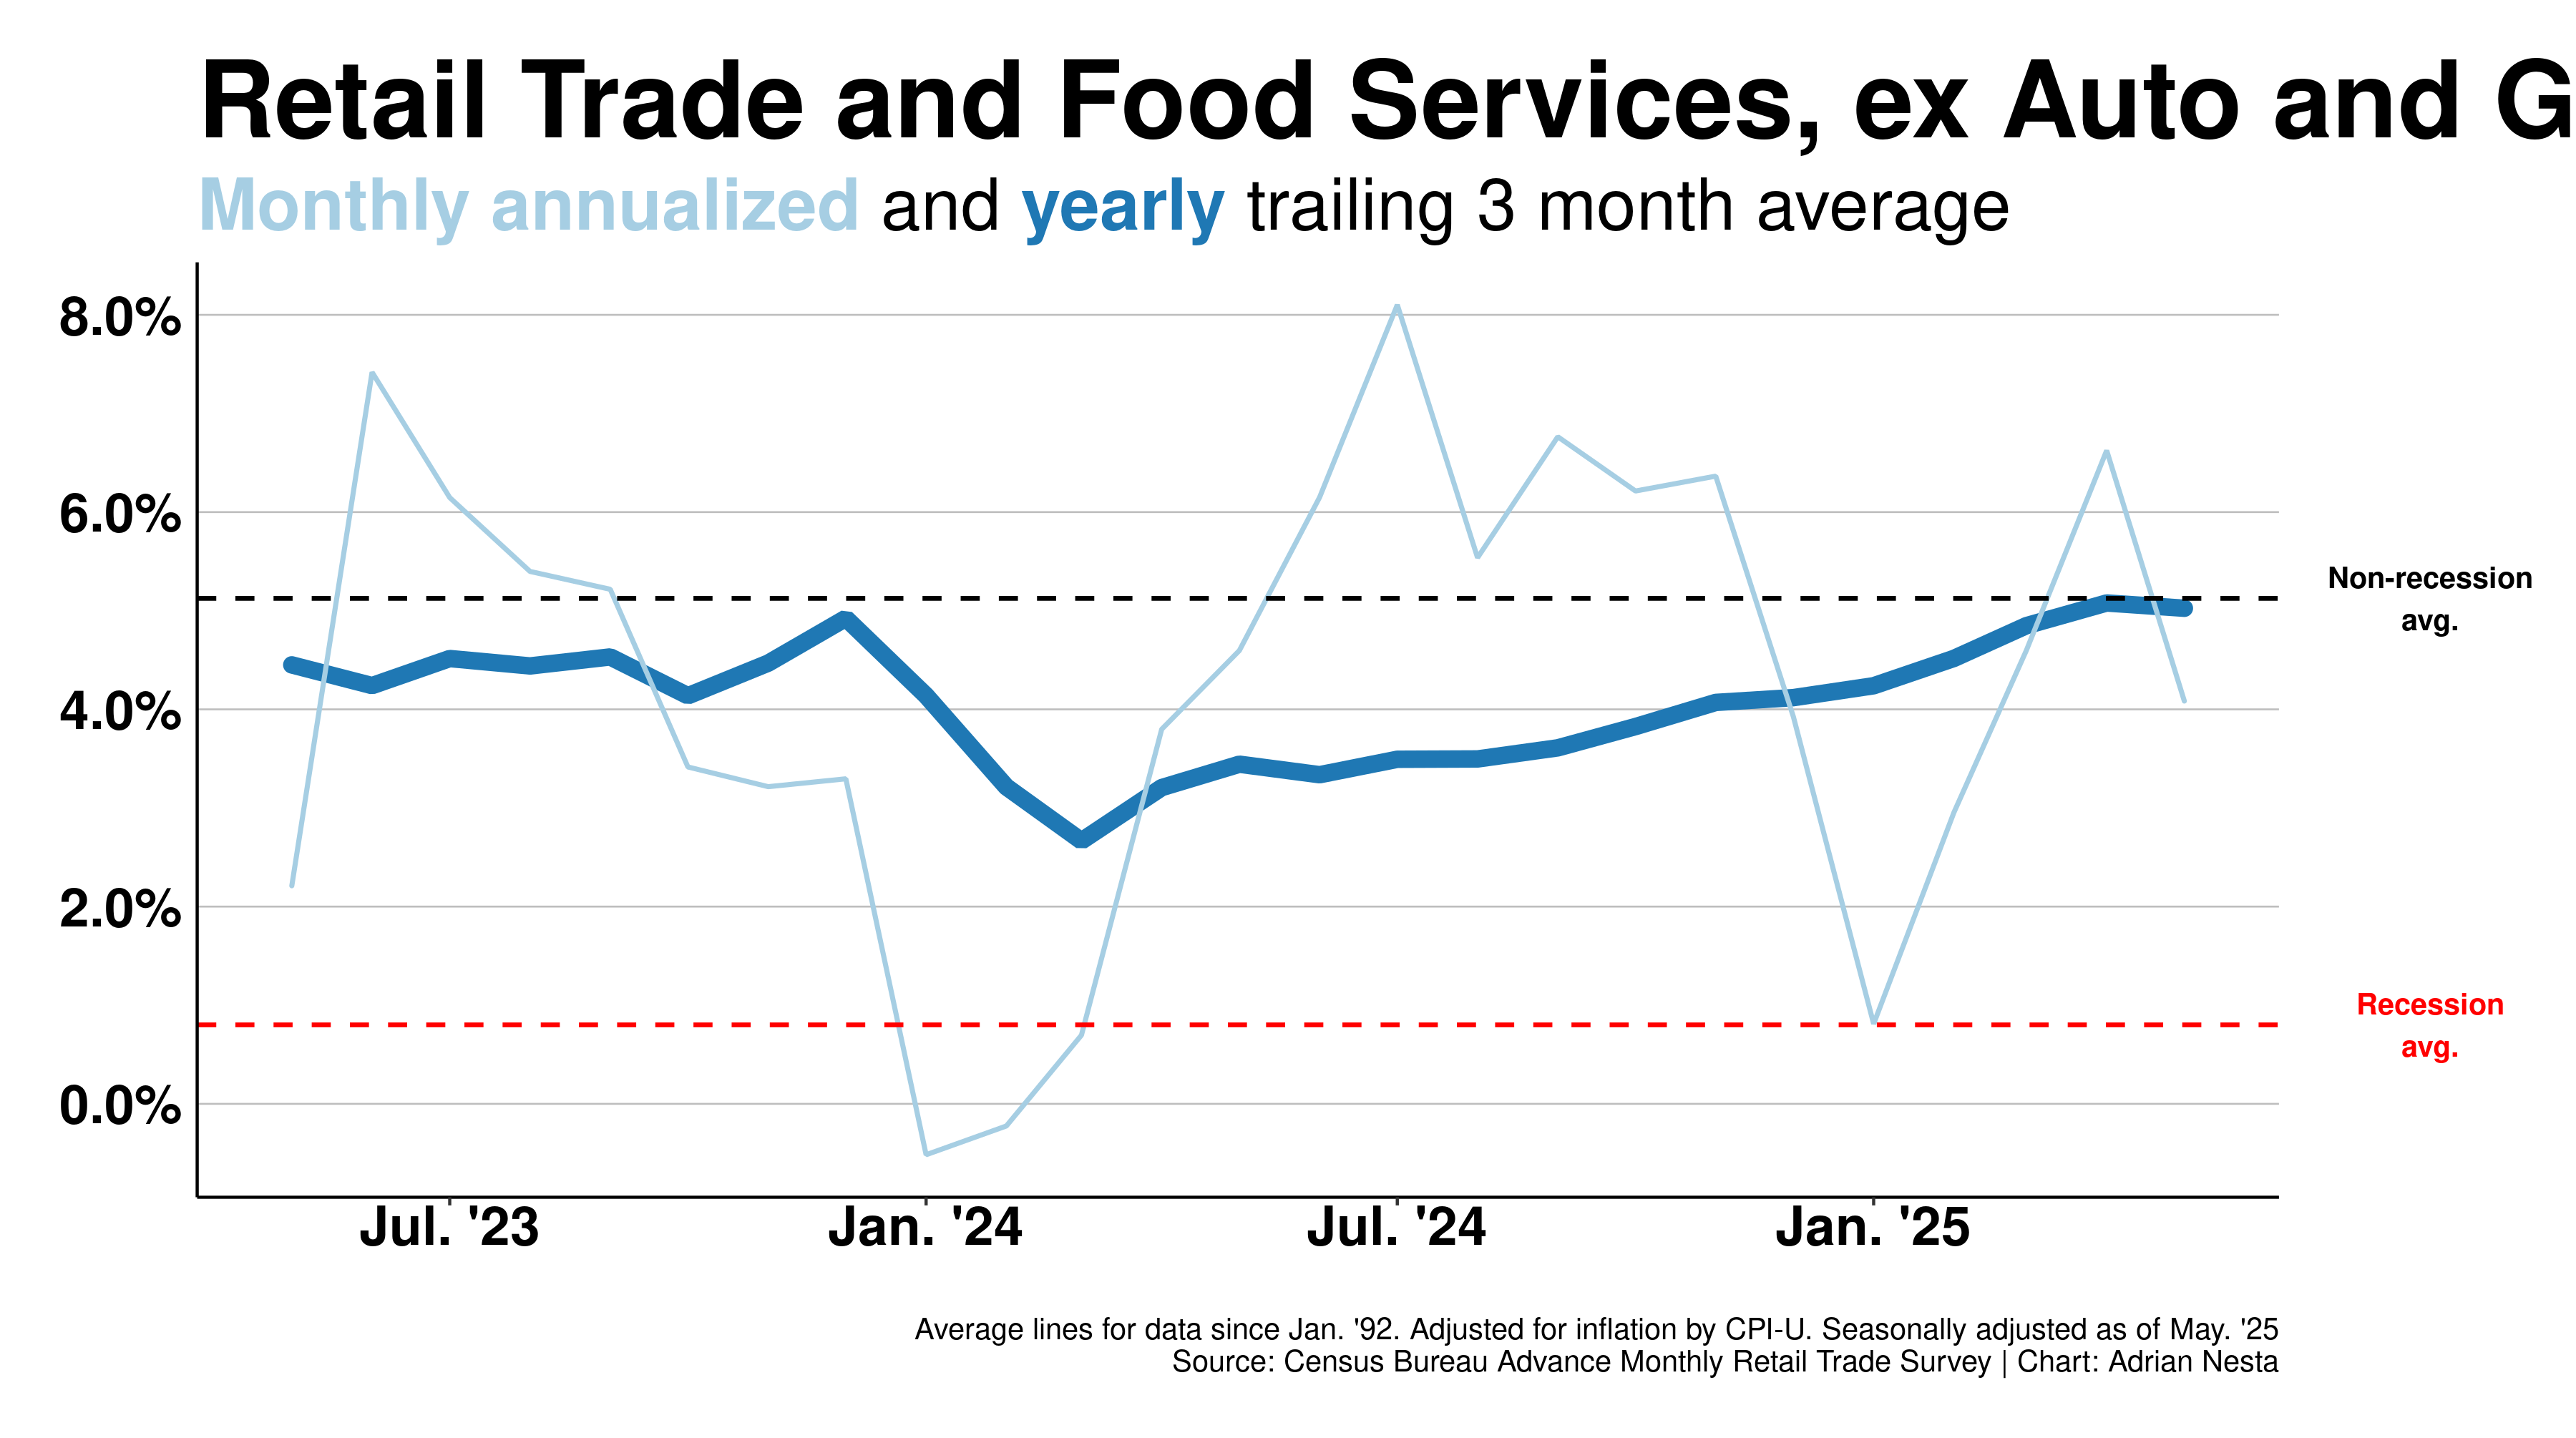 Retail Trade and Food Services, ex Auto and G
Monthly annualized and yearly trailing 3 month average
8.0%
6.0%
4.0%
2.0%
0.0%
Non-recession
avg.
Recession
avg.
Jul. '23
Jan. '24
Jul. '24
Jan. '25
Average lines for data since Jan. '92. Adjusted for inflation by CPI-U. Seasonally adjusted as of May. '25
Source: Census Bureau Advance Monthly Retail Trade Survey | Chart: Adrian Nesta